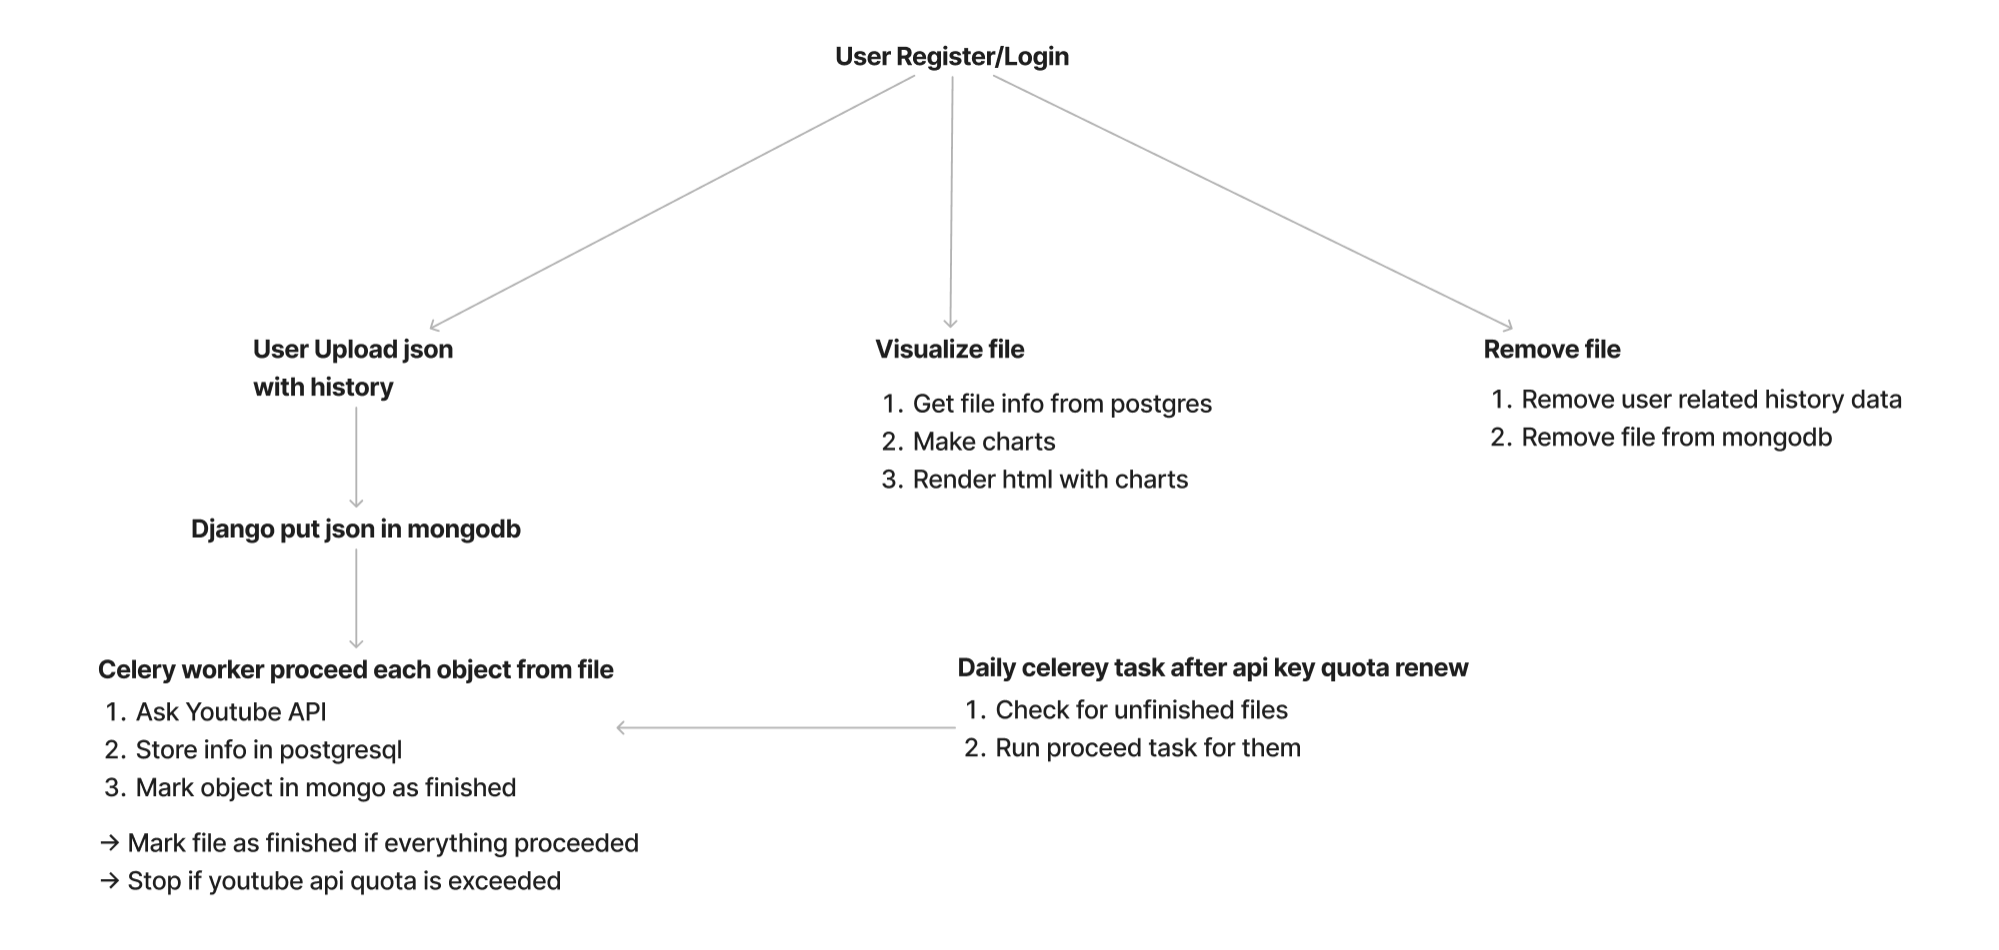 User Register/Login
User Upload json
with history
Django put json in mongodb
Celery worker proceed each object from file
1. Ask Youtube API
2. Store info in postgresql
3. Mark object in mongo as finished
→ Mark file as finished if everything proceeded
→ Stop if youtube api quota is exceeded
Visualize file
1. Get file info from postgres
2. Make charts
3. Render html with charts
Remove file
1. Remove user related history data
2. Remove file from mongodb
Daily celerey task after api key quota renew
1. Check for unfinished files
2. Run proceed task for them